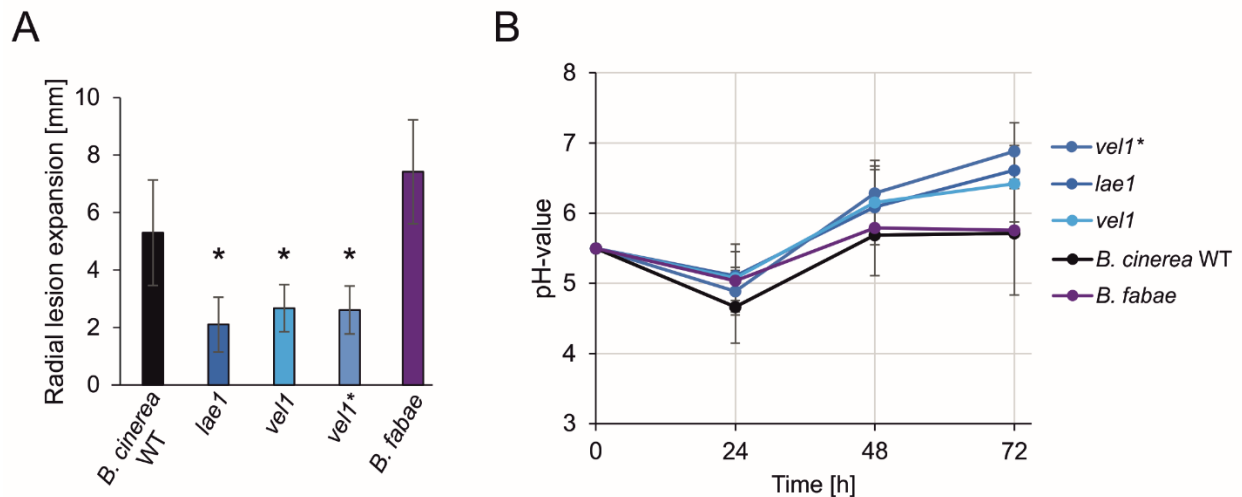 A
Radial lesion expansion [mm]
10
8
6
4
2
0
*
*
*
B. cinerea
WT
lae1
vel1
vel1*
B. fabae
B
pH-value
8
7
6
5
4
3
0
24
48
72
Time [h]
vel1*
lae1
vel1
B. cinerea WT
B. fabae